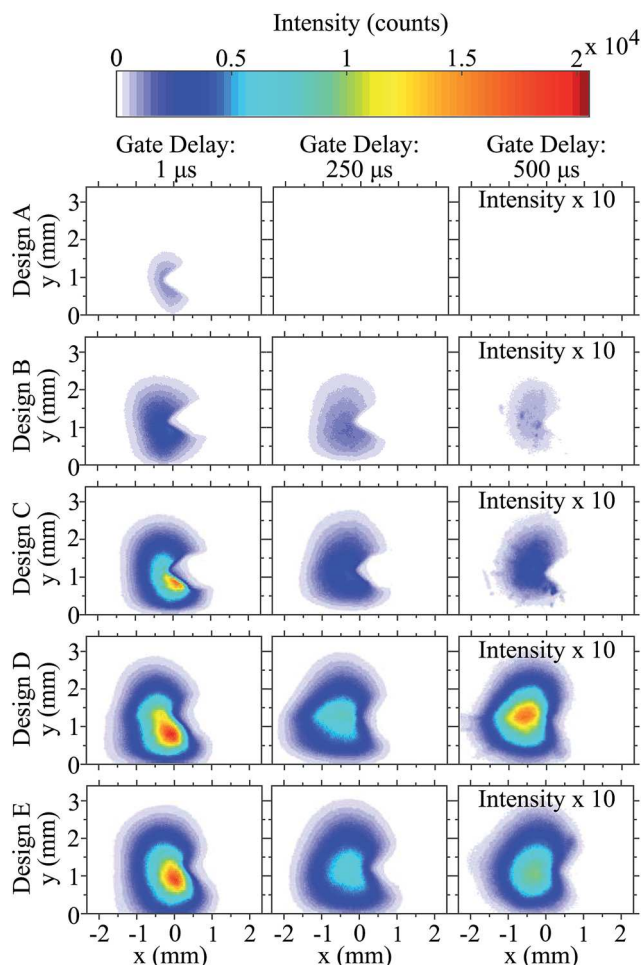 Intensity (counts)
0 0.5 1 1.5 2 x 10^4
Gate Delay: 1 µs Gate Delay: 250 µs Gate Delay: 500 µs
Design A
y (mm)
3
2
1
0
Intensity x 10
Design B
y (mm)
3
2
1
0
Intensity x 10
Design C
y (mm)
3
2
1
0
Intensity x 10
Design D
y (mm)
3
2
1
0
Intensity x 10
Design E
y (mm)
3
2
1
0
Intensity x 10
-2 -1 0 1 2 -2 -1 0 1 2 -2 -1 0 1 2
x (mm) x (mm) x (mm)